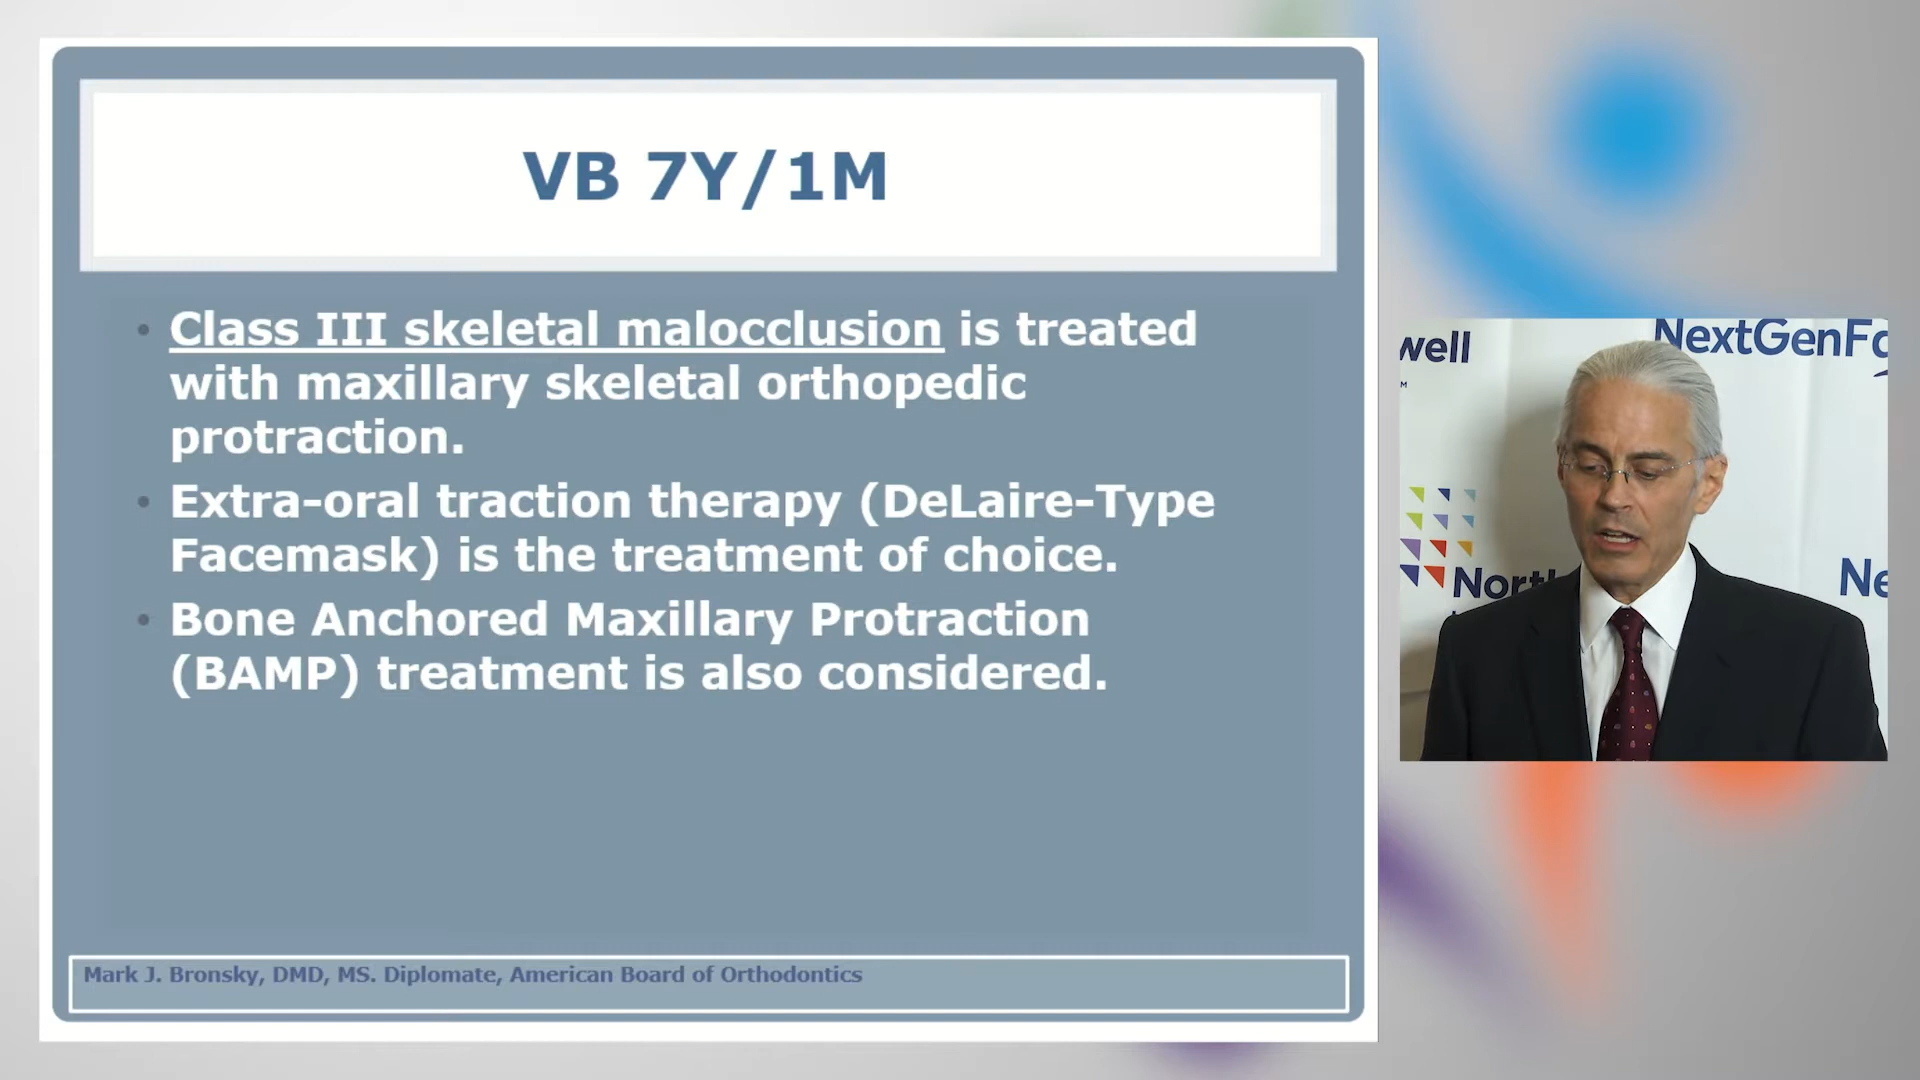 VB 7Y/1M
Class III skeletal malocclusion is treated
with maxillary skeletal orthopedic
protraction.
Extra-oral traction therapy (DeLaire-Type
Facemask) is the treatment of choice.
Bone Anchored Maxillary Protraction
(BAMP) treatment is also considered.
Mark J. Bronsky, DMD, MS. Diplomate, American Board of Orthodontics
well
NextGenFa
Nort
Ne